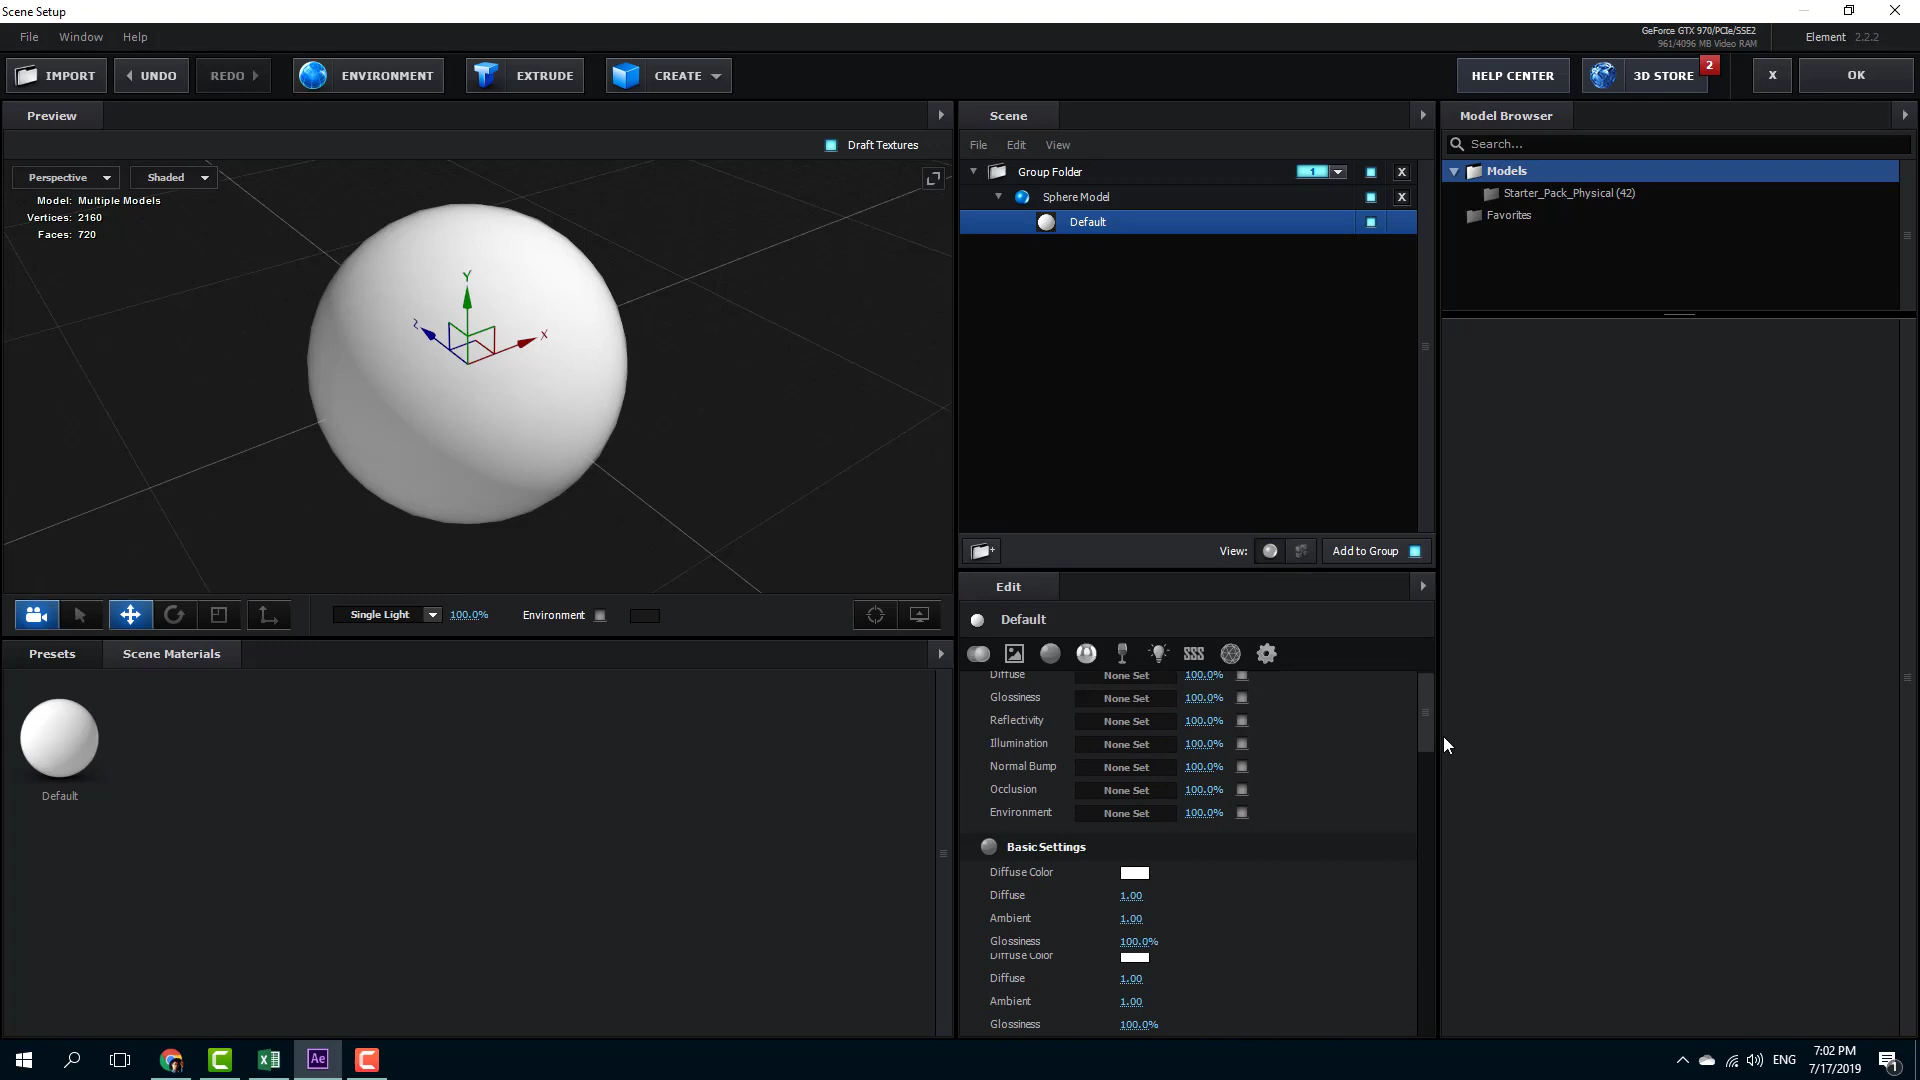 Scene Setup
File Window Help
GeForce GTX 970/PCIe/SSE2
961/4096 MB Video RAM
Element 2.2.2
IMPORT UNDO REDO ENVIRONMENT EXTRUDE CREATE HELP CENTER 3D STORE 2 X OK
Preview
Draft Textures
Perspective Shaded
Model: Multiple Models
Vertices: 2160
Faces: 720
Y
Z
X
Single Light 100.0% Environment
Presets Scene Materials
Default
Scene
File Edit View
Group Folder 1 X
Sphere Model X
Default
View: Add to Group
Edit
Default
Diffuse None Set 100.0%
Glossiness None Set 100.0%
Reflectivity None Set 100.0%
Illumination None Set 100.0%
Normal Bump None Set 100.0%
Occlusion None Set 100.0%
Environment None Set 100.0%
Basic Settings
Diffuse Color
Diffuse 1.00
Ambient 1.00
Glossiness 100.0%
Diffuse Color
Diffuse 1.00
Ambient 1.00
Glossiness 100.0%
Model Browser
Search...
Models
Starter_Pack_Physical (42)
Favorites
Ae
ENG
7:02 PM
7/17/2019
1